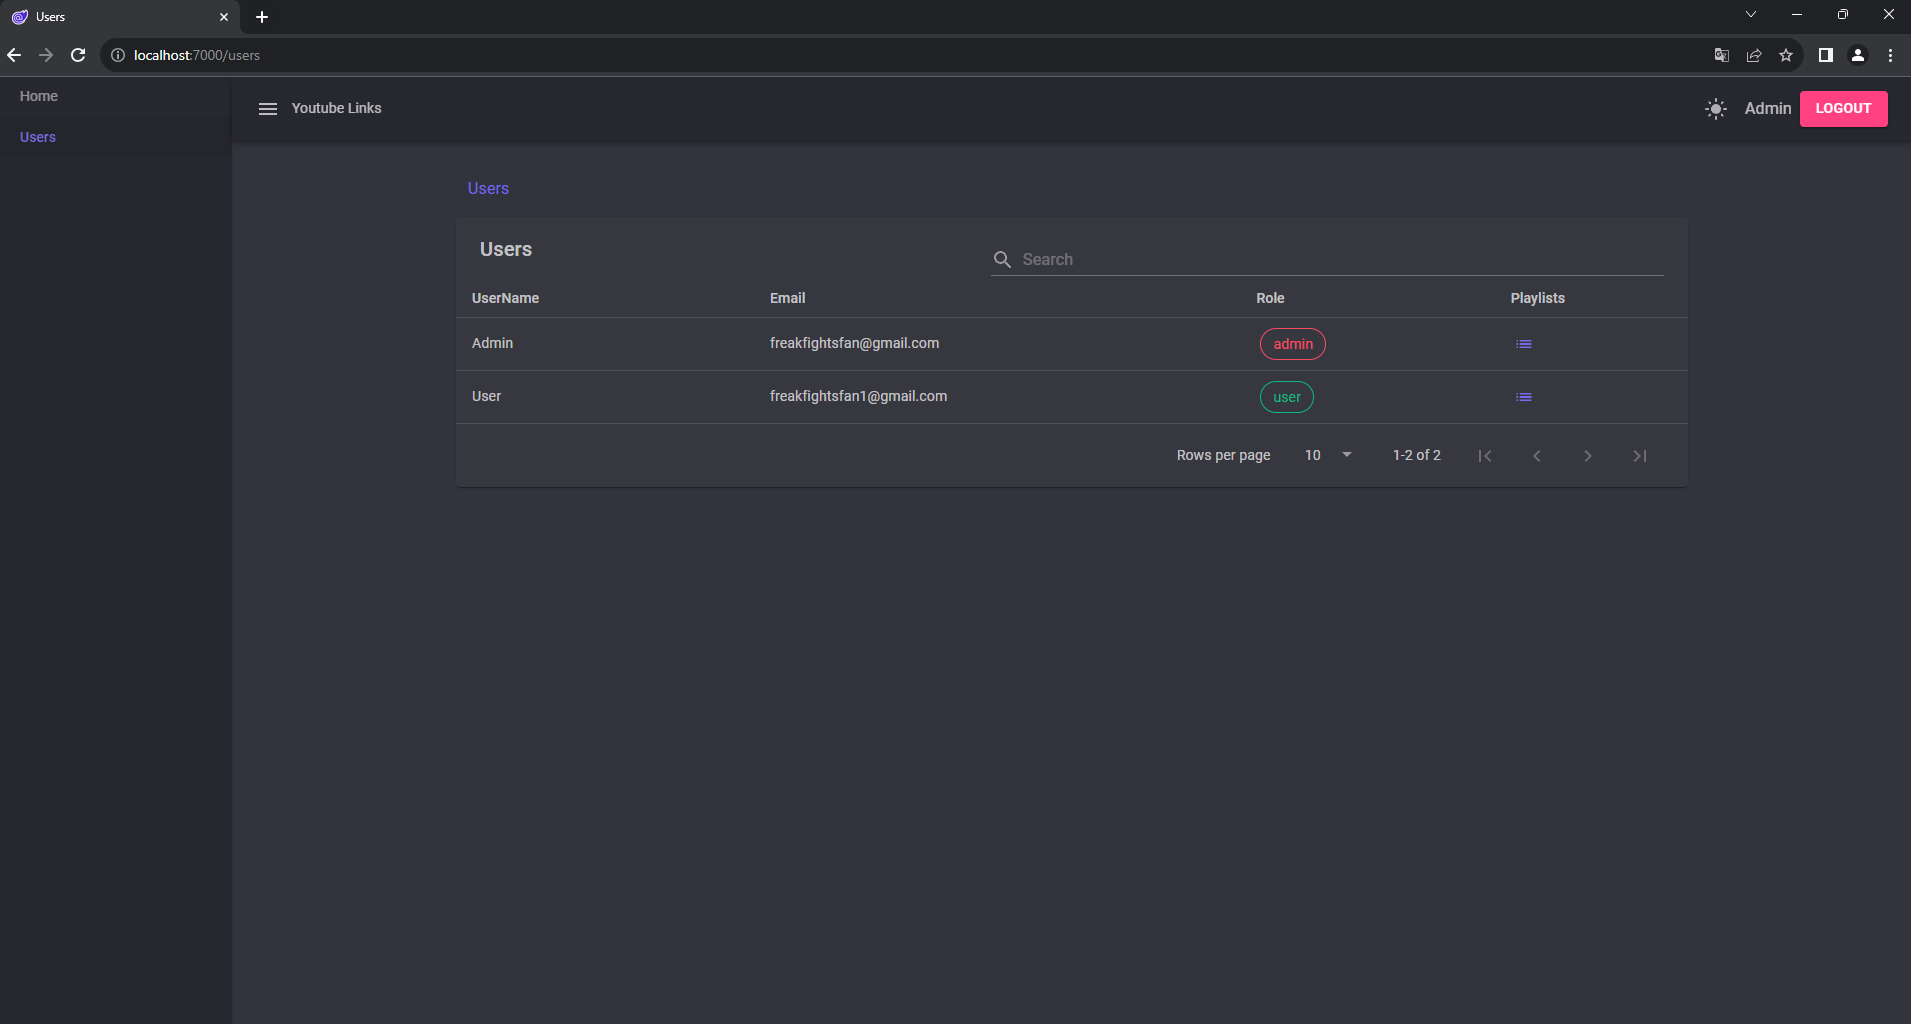 Users
localhost:7000/users
Home
Users
Youtube Links
Admin
LOGOUT
Users
Users
Search
UserName Email Role Playlists
Admin freakfightsfan@gmail.com admin
User freakfightsfan1@gmail.com user
Rows per page 10 1-2 of 2